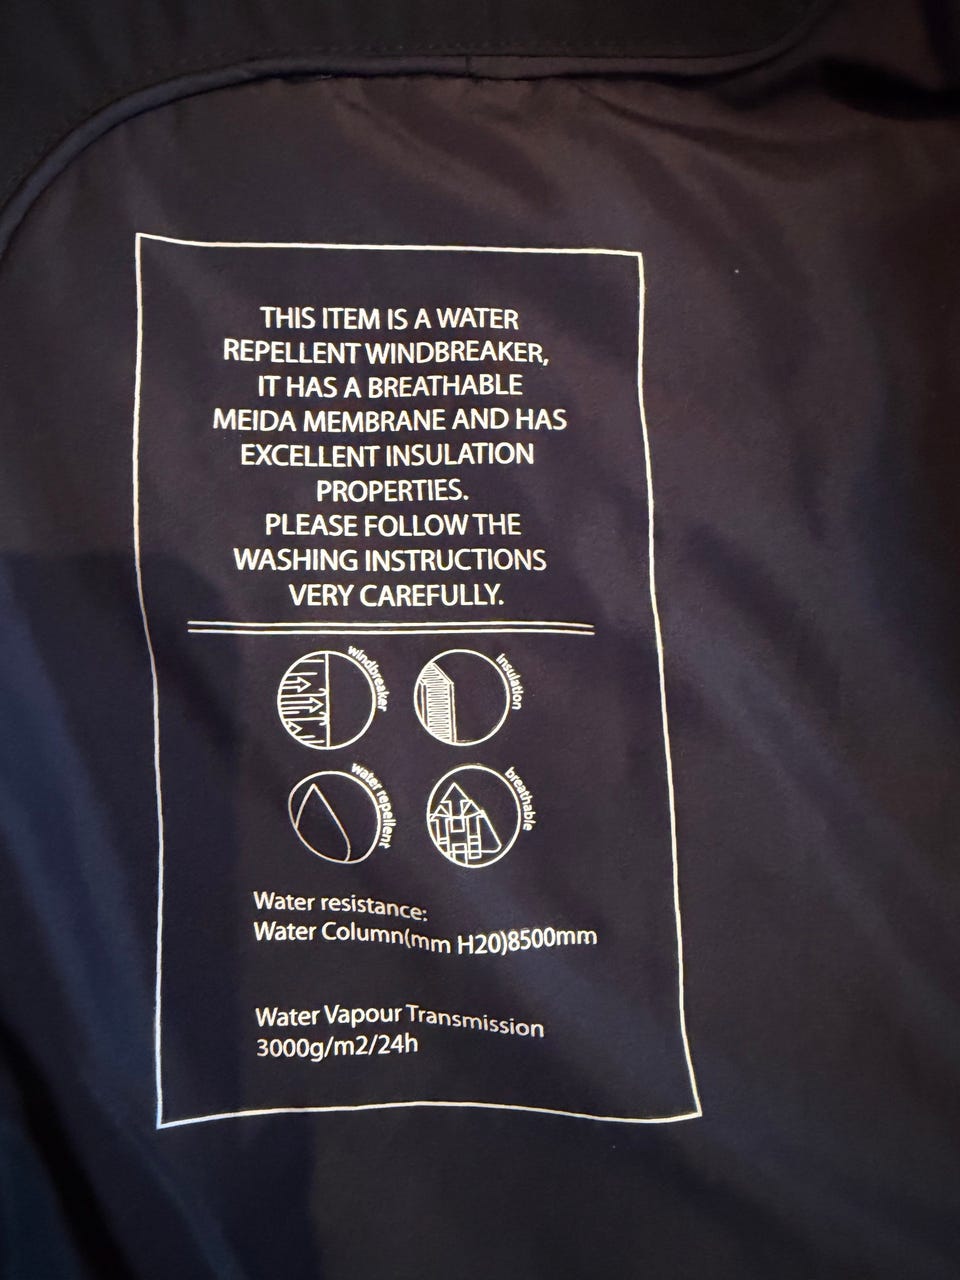 THIS ITEM IS A WATER
REPELLENT WINDBREAKER,
IT HAS A BREATHABLE
MEIDA MEMBRANE AND HAS
EXCELLENT INSULATION
PROPERTIES.
PLEASE FOLLOW THE
WASHING INSTRUCTIONS
VERY CAREFULLY.
windbreaker
insulation
water repellent
breathable
Water resistance:
Water Column(mm H20)8500mm
Water Vapour Transmission
3000g/m2/24h